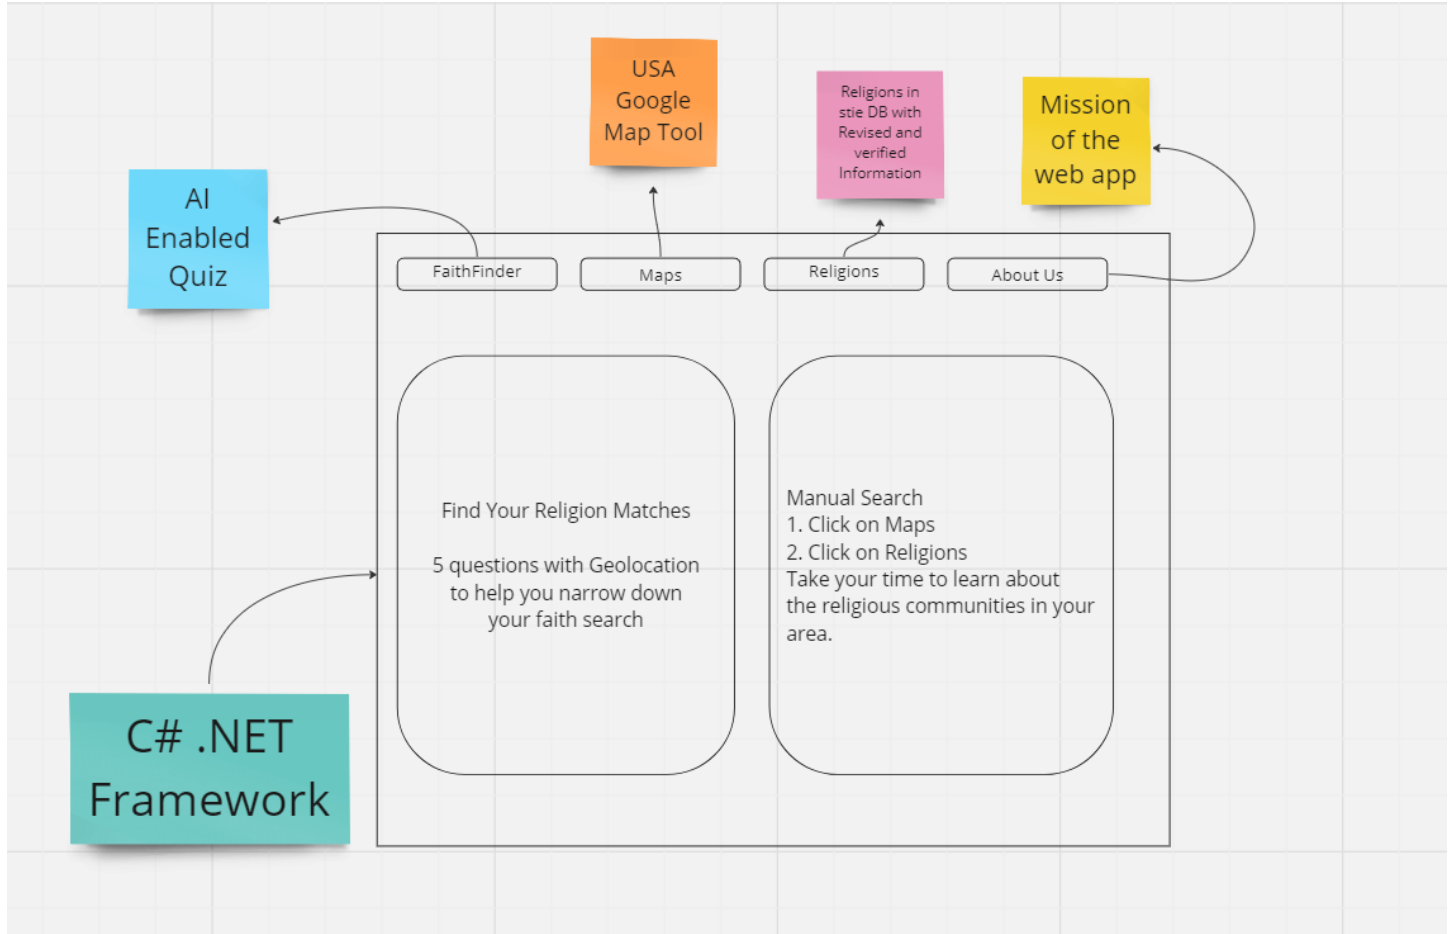 USA
Google
Map Tool
Religions in
stie DB with
Revised and
verified
Information
Mission
of the
web app
AI
Enabled
Quiz
FaithFinder
Maps
Religions
About Us
Find Your Religion Matches
5 questions with Geolocation
to help you narrow down
your faith search
Manual Search
1. Click on Maps
2. Click on Religions
Take your time to learn about
the religious communities in your
area.
C# .NET
Framework